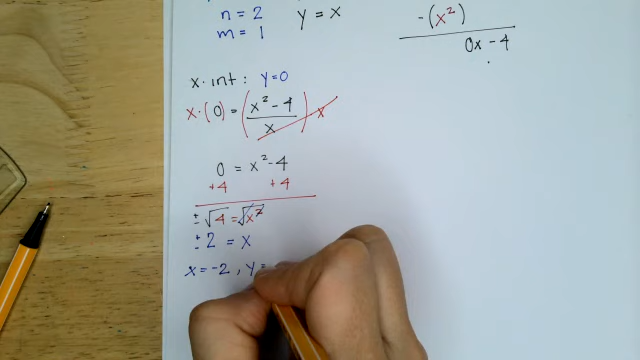 n = 2
m = 1
y = x
-(x²)
0x - 4
x·int: y=0
x·(0) = (x² - 4 / x) x
0 = x² - 4
+4 +4
± √4 = √x²
± 2 = x
x = -2, y =